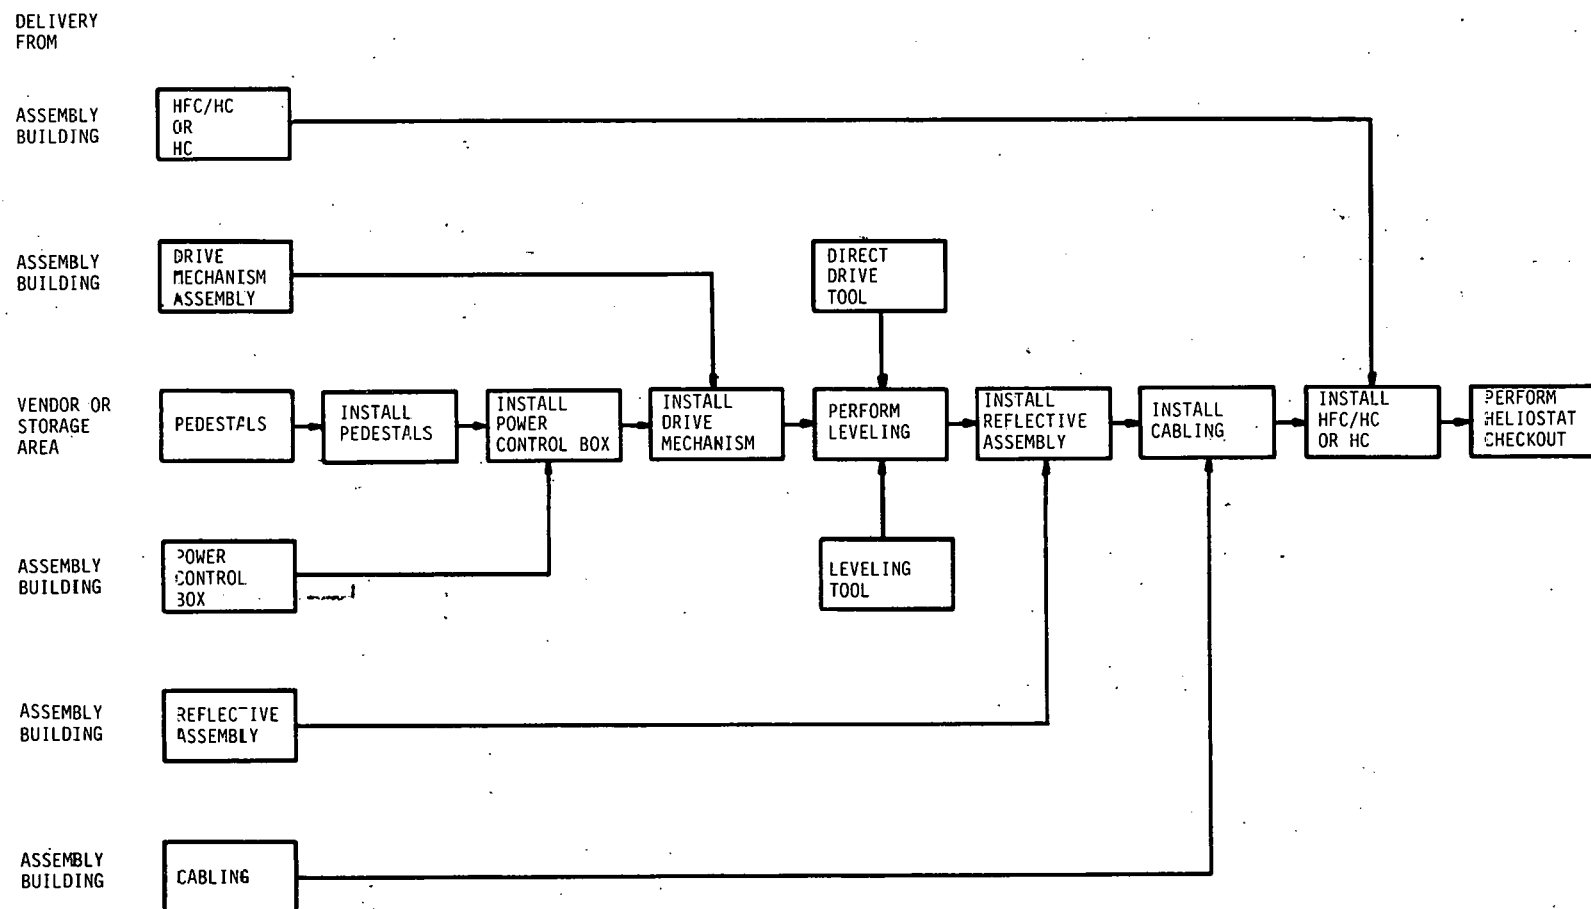 DELIVERY
FROM
ASSEMBLY
BUILDING
HFC/HC
OR
HC
ASSEMBLY
BUILDING
DRIVE
MECHANISM
ASSEMBLY
DIRECT
DRIVE
TOOL
VENDOR OR
STORAGE
AREA
PEDESTALS
INSTALL
PEDESTALS
INSTALL
POWER
CONTROL BOX
INSTALL
DRIVE
MECHANISM
PERFORM
LEVELING
INSTALL
REFLECTIVE
ASSEMBLY
INSTALL
CABLING
INSTALL
HFC/HC
OR HC
PERFORM
HELIOSTAT
CHECKOUT
ASSEMBLY
BUILDING
POWER
CONTROL
BOX
LEVELING
TOOL
ASSEMBLY
BUILDING
REFLECTIVE
ASSEMBLY
ASSEMBLY
BUILDING
CABLING